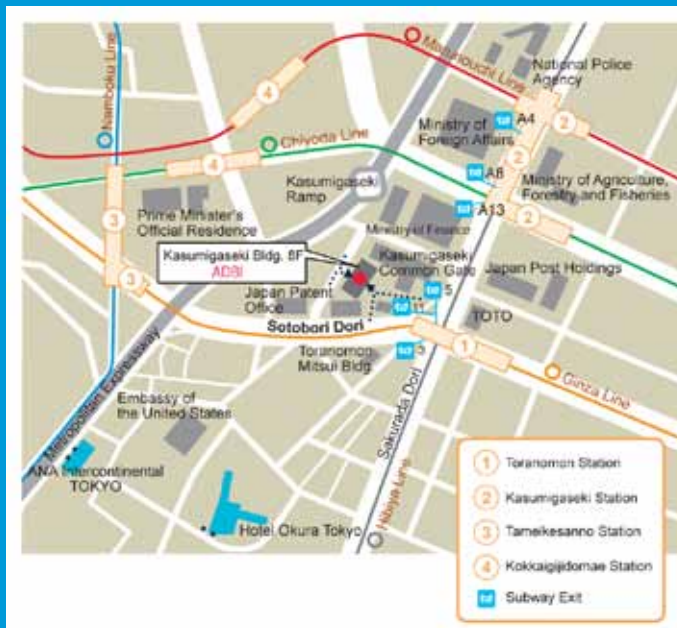 Namboku Line
Marunouchi Line
National Police
Agency
4
A4
2
Chiyoda Line
Ministry of
Foreign Affairs
2
4
Kasumigaseki
Ramp
A8
Ministry of Agriculture,
Forestry and Fisheries
3
Prime Minister's
Official Residence
A13
2
Ministry of Finance
Kasumigaseki Bldg. 8F
ADBI
Kasumigaseki
Common Gate
3
Japan Post Holdings
Japan Patent
Office
5
11
TOTO
Sotobori Dori
Toranomon
Mitsui Bldg.
5
1
Ginza Line
Metropolitan Expressway
Embassy of
the United States
Sakurada Dori
ANA Intercontinental
TOKYO
Hotel Okura Tokyo
Hibiya Line
1 Toranomon Station
2 Kasumigaseki Station
3 Tameikesanno Station
4 Kokkaigijidomae Station
Subway Exit